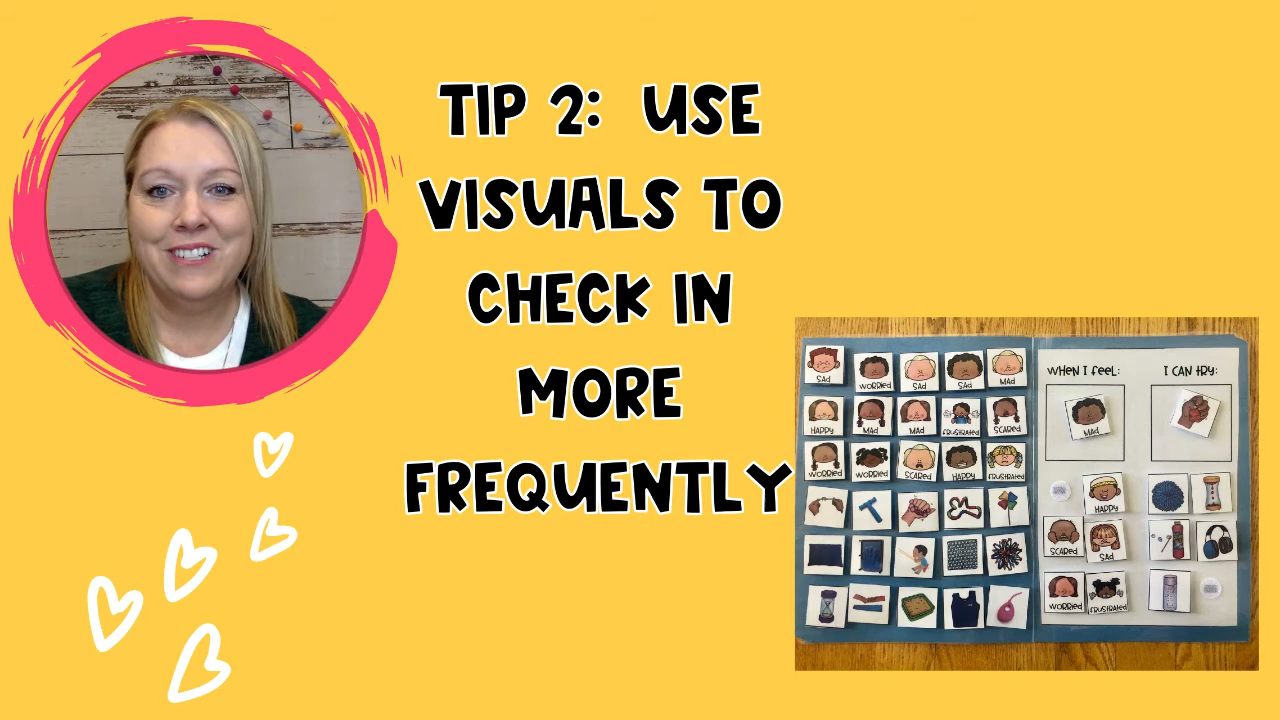 TIP 2: USE
VISUALS TO
CHECK IN
MORE
FREQUENTLY
SAD
WORRIED
SAD
SAD
MAD
HAPPY
MAD
MAD
FRUSTRATED
SCARED
WORRIED
WORRIED
SCARED
HAPPY
FRUSTRATED
WHEN I FEEL:
I CAN TRY:
MAD
HAPPY
SCARED
SAD
WORRIED
FRUSTRATED